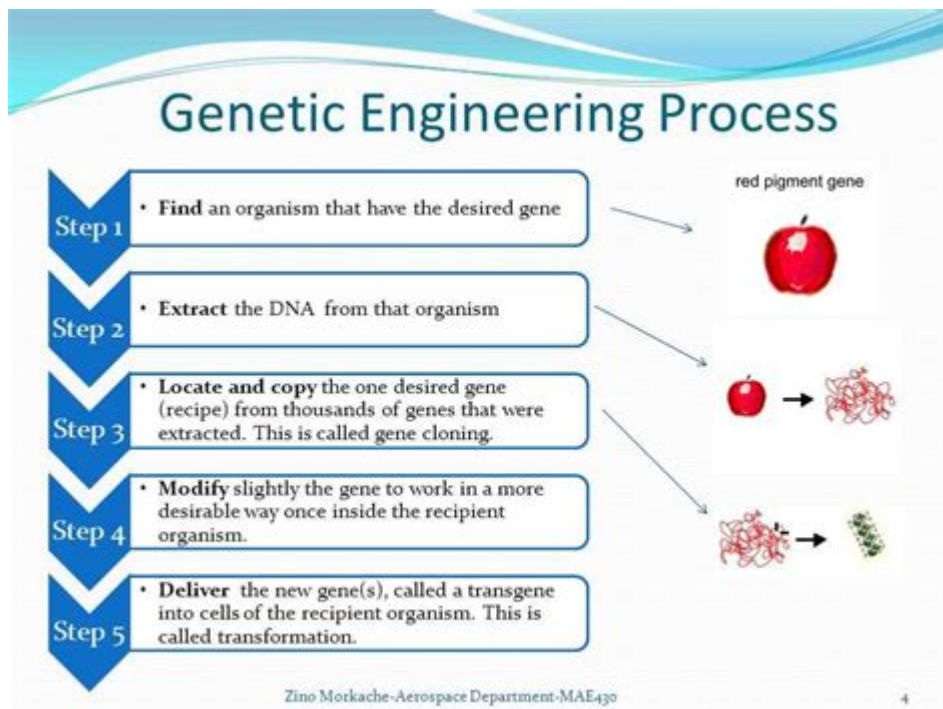 Genetic Engineering Process
Step 1
• Find an organism that have the desired gene
red pigment gene
Step 2
• Extract the DNA from that organism
Step 3
• Locate and copy the one desired gene
(recipe) from thousands of genes that were
extracted. This is called gene cloning.
Step 4
• Modify slightly the gene to work in a more
desirable way once inside the recipient
organism.
Step 5
• Deliver the new gene(s), called a transgene
into cells of the recipient organism. This is
called transformation.
Zino Morkache-Aerospace Department-MAE430
4